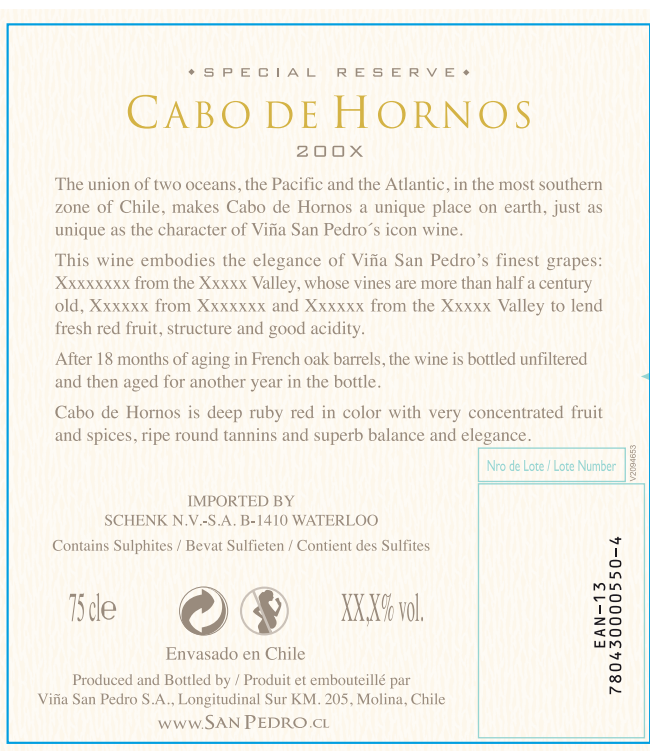 SPECIAL RESERVE
CABO DE HORNOS
200X
The union of two oceans, the Pacific and the Atlantic, in the most southern
zone of Chile, makes Cabo de Hornos a unique place on earth, just as
unique as the character of Viña San Pedro´s icon wine.
This wine embodies the elegance of Viña San Pedro's finest grapes:
Xxxxxxxx from the Xxxxx Valley, whose vines are more than half a century
old, Xxxxxx from Xxxxxxx and Xxxxxx from the Xxxxx Valley to lend
fresh red fruit, structure and good acidity.
After 18 months of aging in French oak barrels, the wine is bottled unfiltered
and then aged for another year in the bottle.
Cabo de Hornos is deep ruby red in color with very concentrated fruit
and spices, ripe round tannins and superb balance and elegance.
Nro de Lote / Lote Number
V2094653
IMPORTED BY
SCHENK N.V.-S.A. B-1410 WATERLOO
Contains Sulphites / Bevat Sulfieten / Contient des Sulfites
75 cle
XX,X% vol.
EAN-13
780430000550-4
Envasado en Chile
Produced and Bottled by / Produit et embouteillé par
Viña San Pedro S.A., Longitudinal Sur KM. 205, Molina, Chile
www.SAN PEDRO.CL